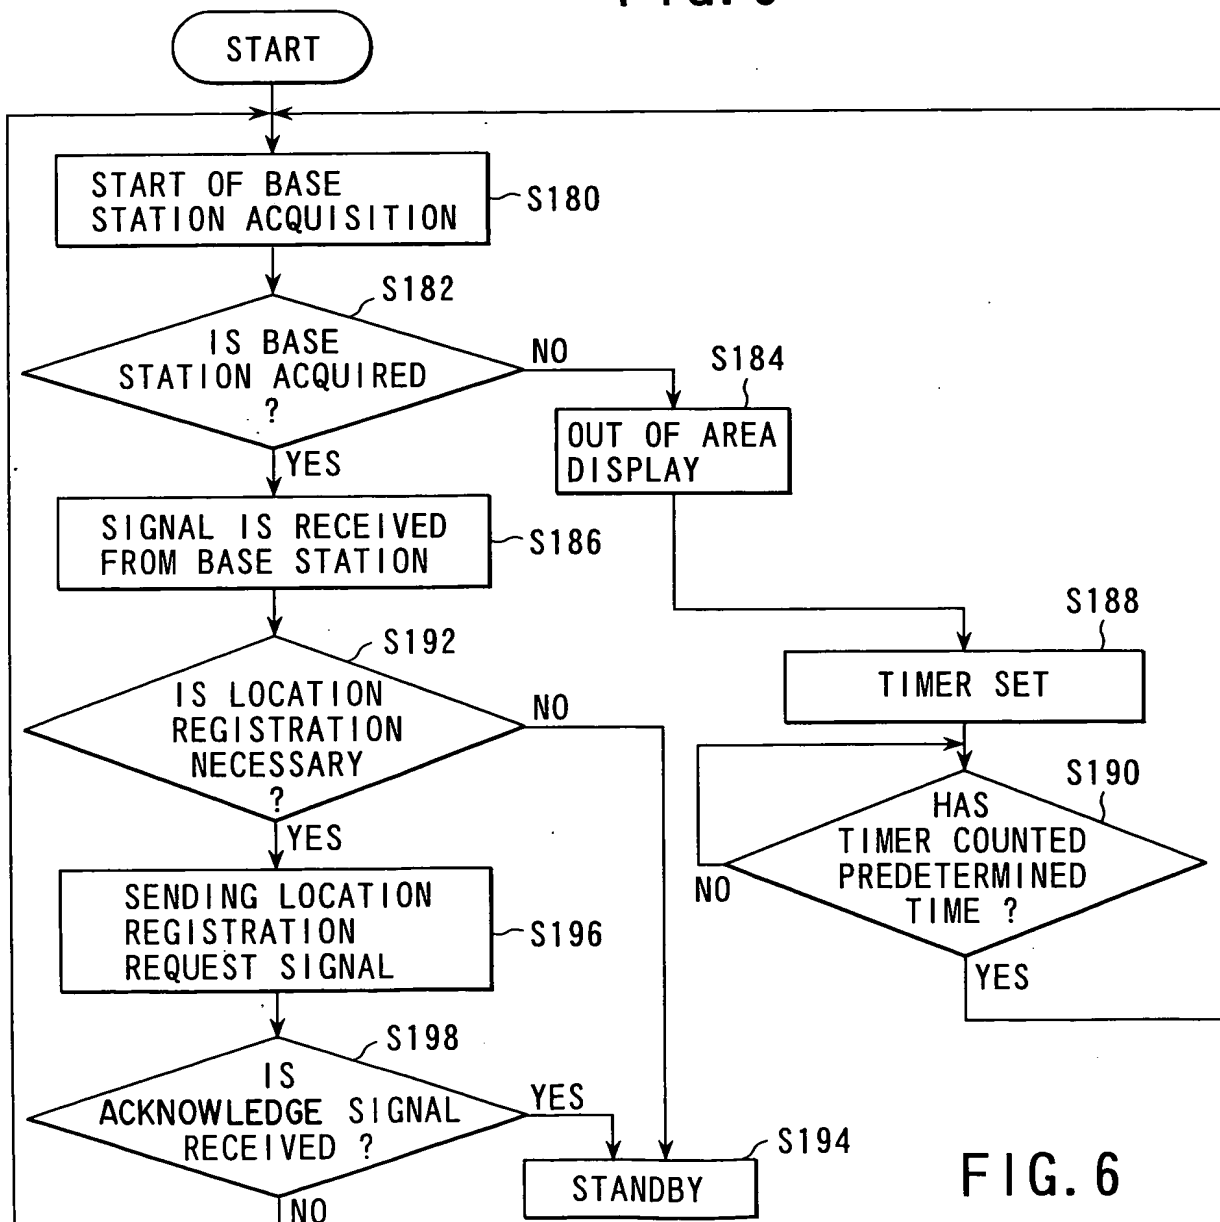 START
START OF BASE
STATION ACQUISITION
S180
S182
IS BASE
STATION ACQUIRED
?
NO
YES
S184
OUT OF AREA
DISPLAY
SIGNAL IS RECEIVED
FROM BASE STATION
S186
S188
TIMER SET
S192
IS LOCATION
REGISTRATION
NECESSARY
?
NO
YES
S190
HAS
TIMER COUNTED
PREDETERMINED
TIME ?
NO
YES
SENDING LOCATION
REGISTRATION
REQUEST SIGNAL
S196
S198
IS
ACKNOWLEDGE SIGNAL
RECEIVED ?
YES
NO
S194
STANDBY
FIG. 6